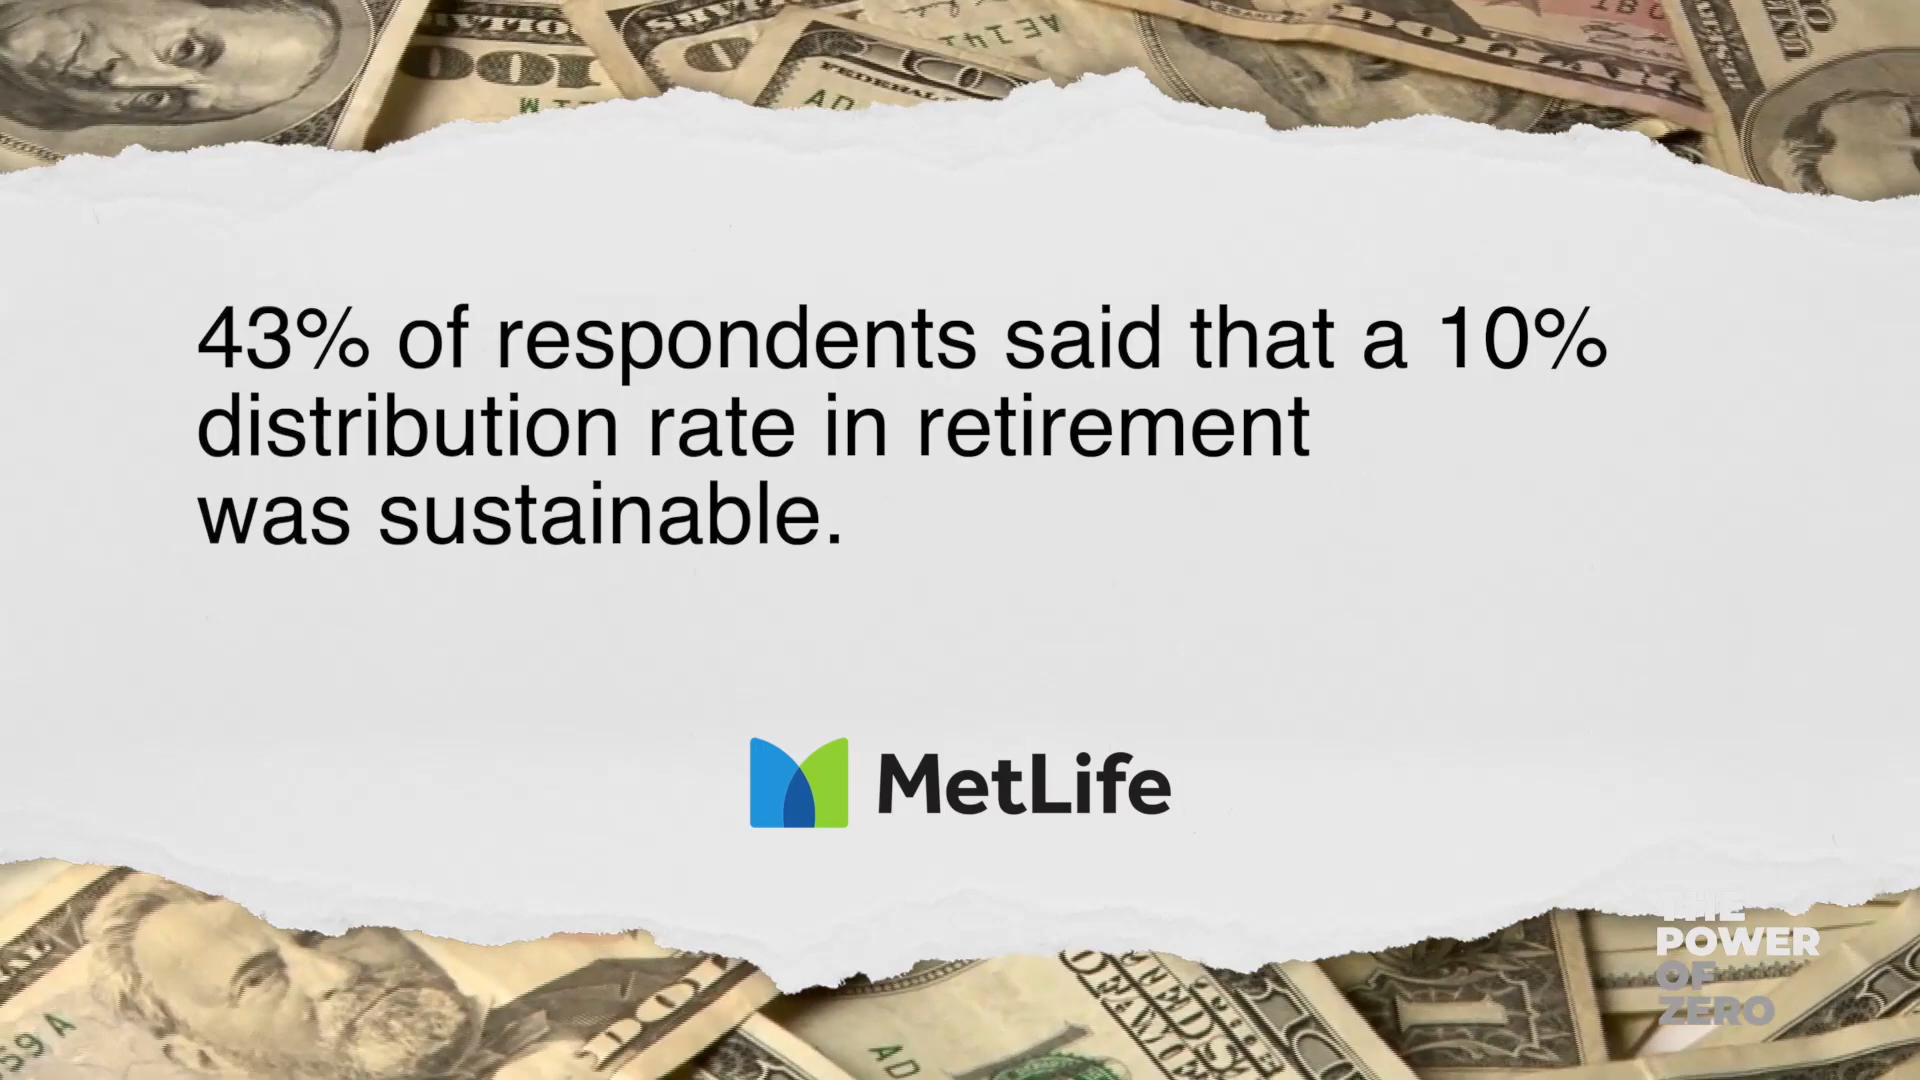 43% of respondents said that a 10%
distribution rate in retirement
was sustainable.
MetLife
THE
POWER
OF
ZERO